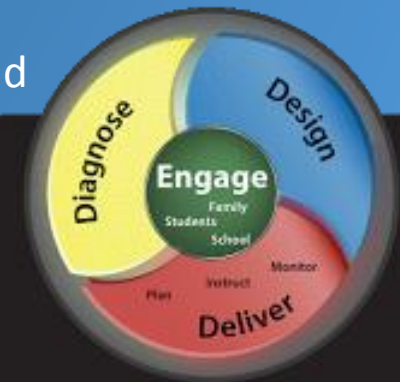 d
Diagnose
Design
Engage
Family
Students
School
Plan
Instruct
Monitor
Deliver